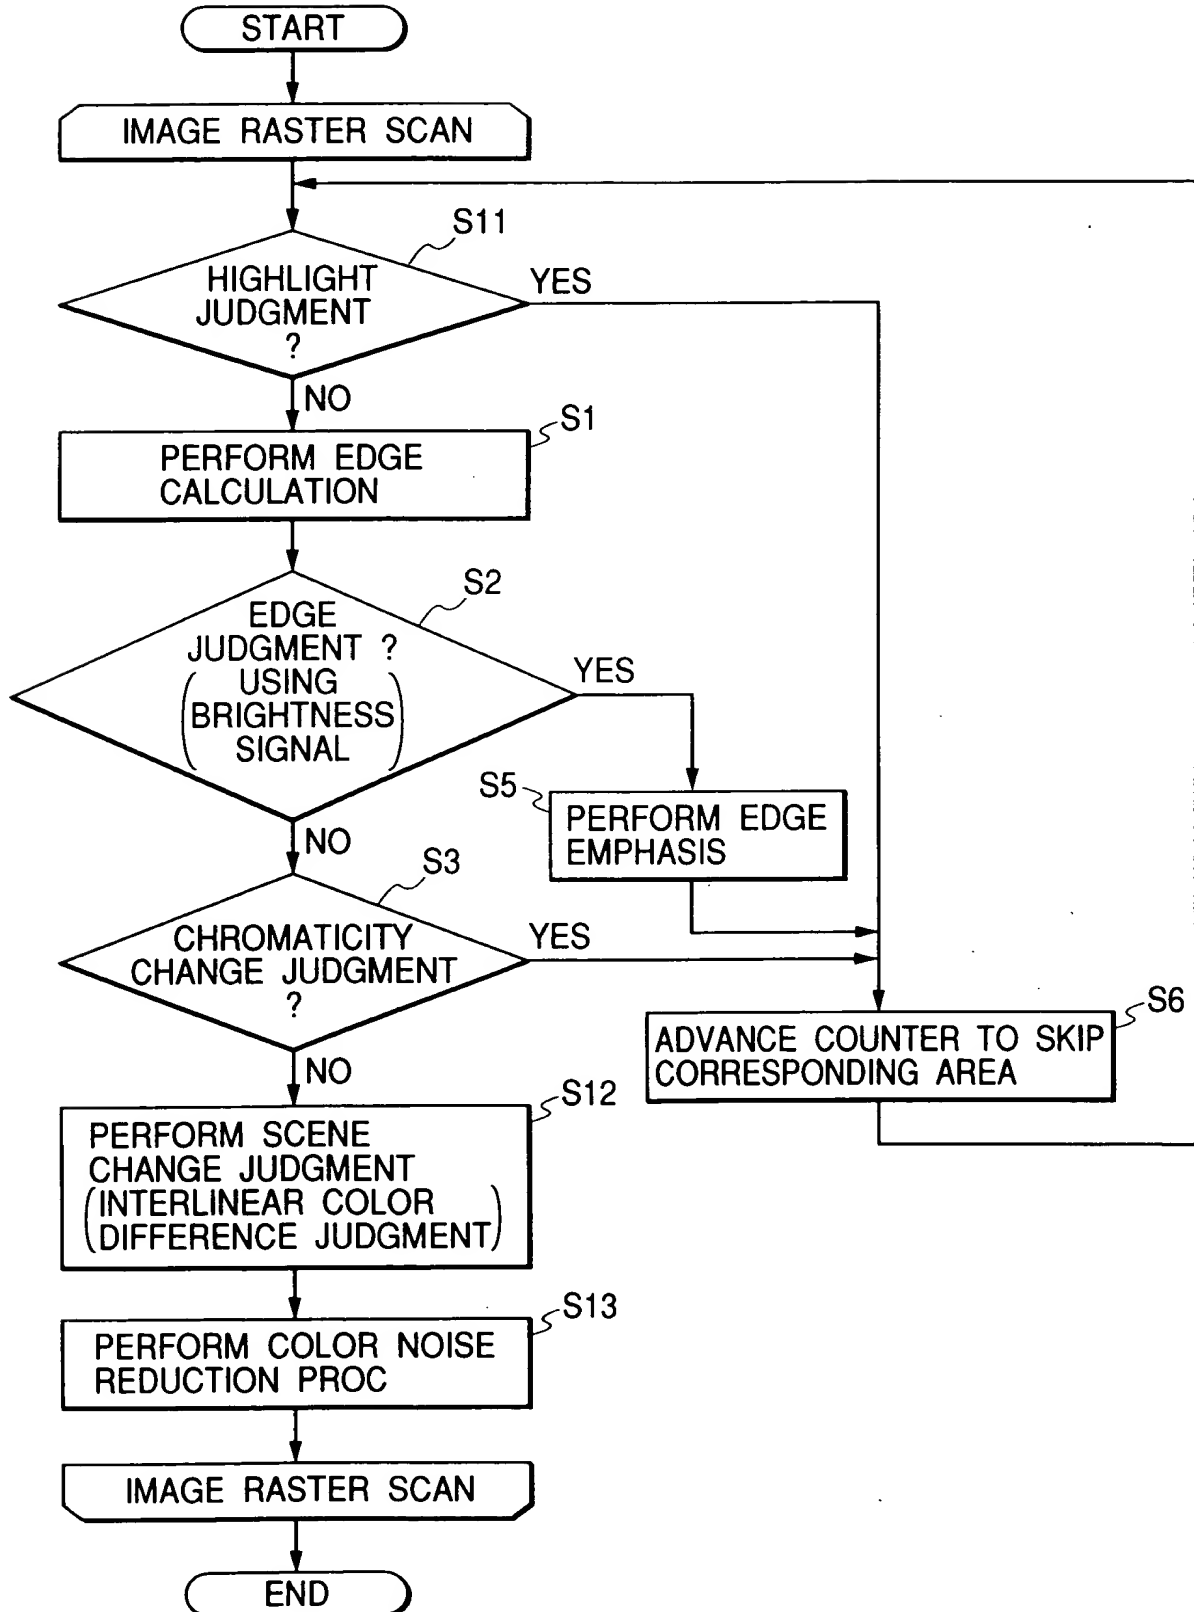 START
IMAGE RASTER SCAN
S11
HIGHLIGHT
JUDGMENT
?
YES
NO
S1
PERFORM EDGE
CALCULATION
S2
EDGE
JUDGMENT ?
USING
BRIGHTNESS
SIGNAL
YES
NO
S5
PERFORM EDGE
EMPHASIS
S3
CHROMATICITY
CHANGE JUDGMENT
?
YES
NO
S6
ADVANCE COUNTER TO SKIP
CORRESPONDING AREA
S12
PERFORM SCENE
CHANGE JUDGMENT
(INTERLINEAR COLOR
DIFFERENCE JUDGMENT)
S13
PERFORM COLOR NOISE
REDUCTION PROC
IMAGE RASTER SCAN
END